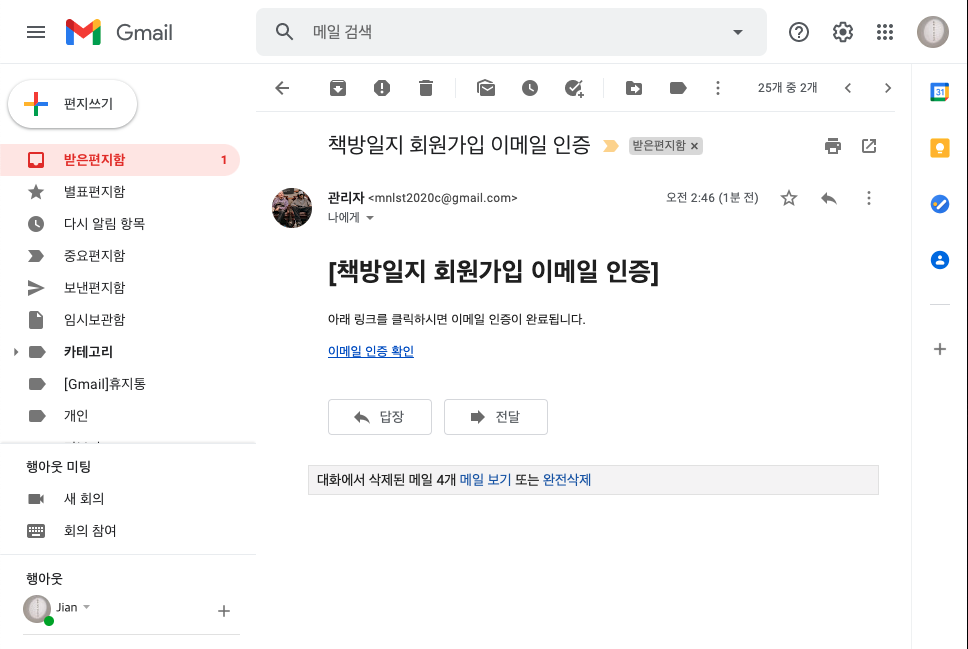 Gmail
메일 검색
편지쓰기
25개 중 2개
31
받은편지함 1
별표편지함
다시 알림 항목
중요편지함
보낸편지함
임시보관함
카테고리
[Gmail]휴지통
개인
행아웃 미팅
새 회의
회의 참여
행아웃
Jian
책방일지 회원가입 이메일 인증
받은편지함 ×
관리자 <mnlst2020c@gmail.com>
오전 2:46 (1분 전)
나에게
[책방일지 회원가입 이메일 인증]
아래 링크를 클릭하시면 이메일 인증이 완료됩니다.
이메일 인증 확인
답장
전달
대화에서 삭제된 메일 4개 메일 보기 또는 완전삭제